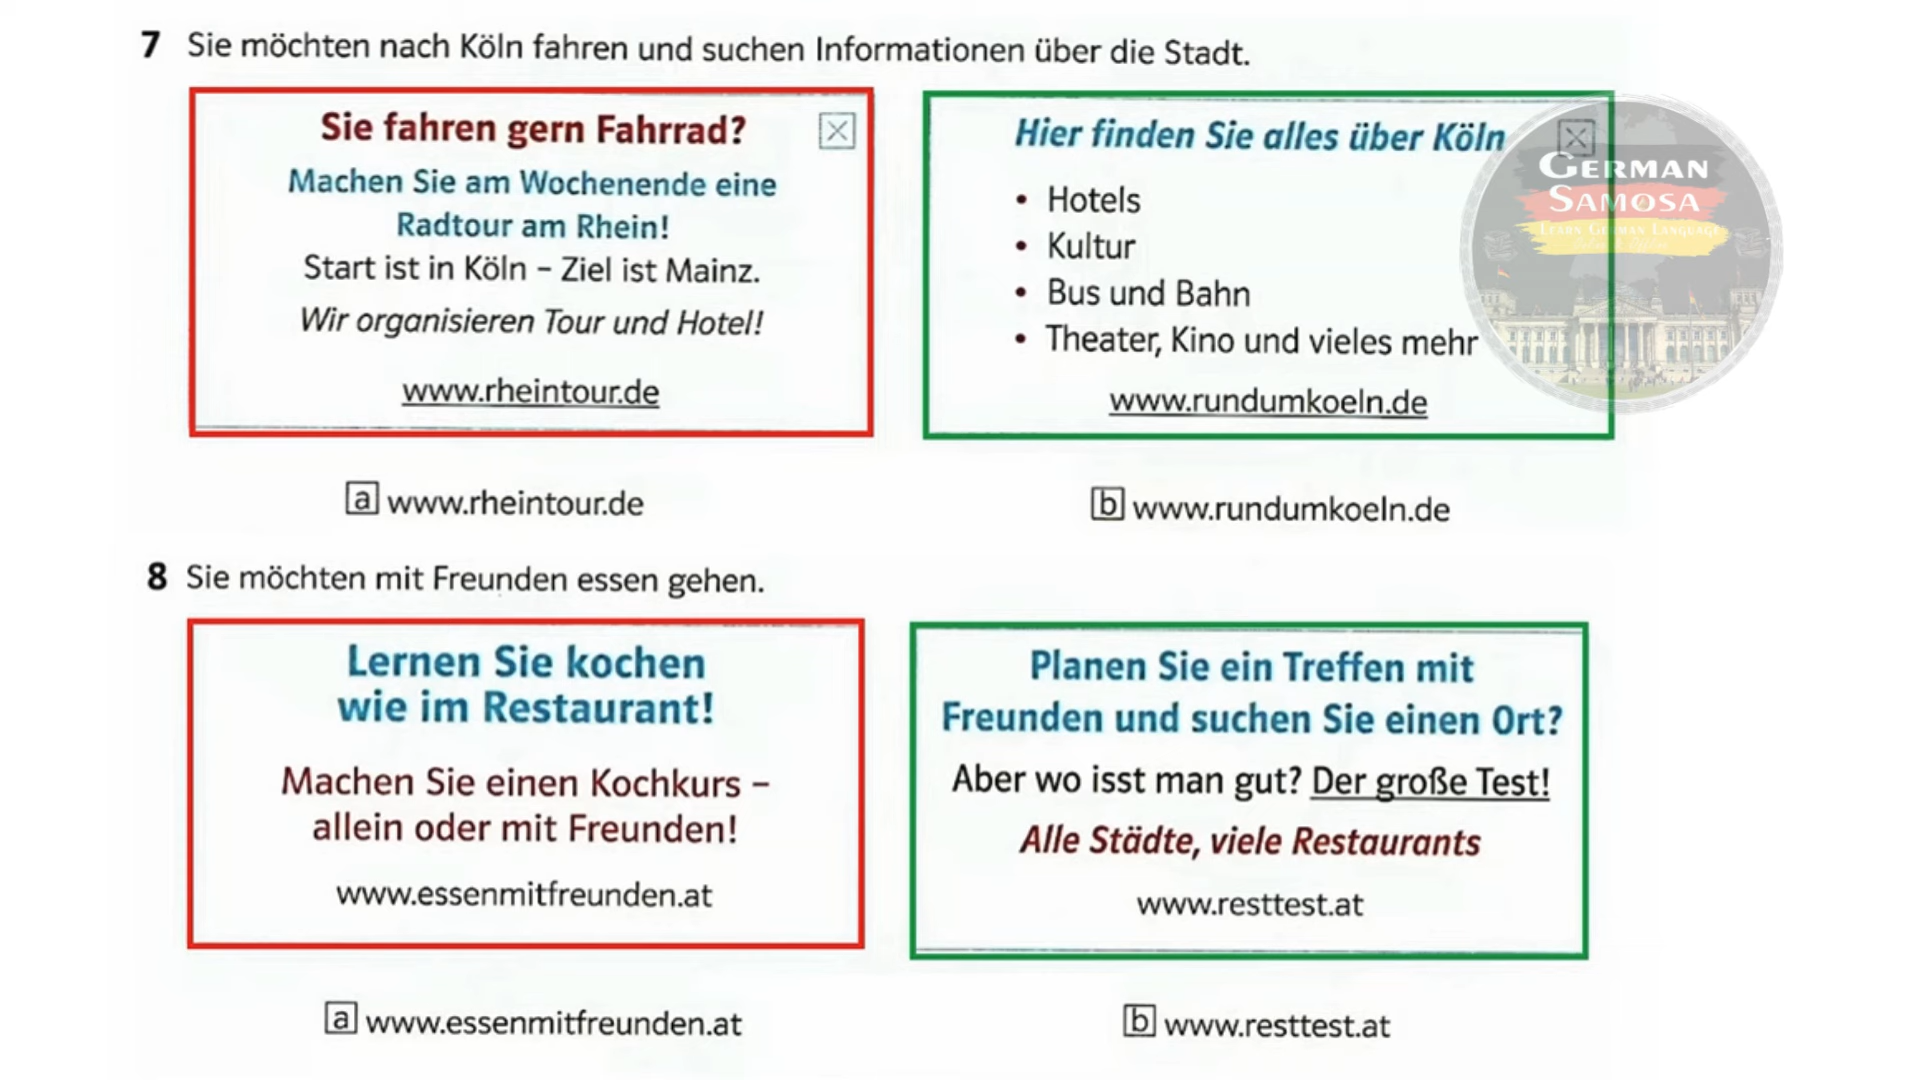 7 Sie möchten nach Köln fahren und suchen Informationen über die Stadt.
Sie fahren gern Fahrrad?
Machen Sie am Wochenende eine
Radtour am Rhein!
Start ist in Köln – Ziel ist Mainz.
Wir organisieren Tour und Hotel!
www.rheintour.de
Hier finden Sie alles über Köln
• Hotels
• Kultur
• Bus und Bahn
• Theater, Kino und vieles mehr
www.rundumkoeln.de
GERMAN
SAMOSA
LEARN GERMAN LANGUAGE
a www.rheintour.de
b www.rundumkoeln.de
8 Sie möchten mit Freunden essen gehen.
Lernen Sie kochen
wie im Restaurant!
Machen Sie einen Kochkurs –
allein oder mit Freunden!
www.essenmitfreunden.at
Planen Sie ein Treffen mit
Freunden und suchen Sie einen Ort?
Aber wo isst man gut? Der große Test!
Alle Städte, viele Restaurants
www.resttest.at
a www.essenmitfreunden.at
b www.resttest.at